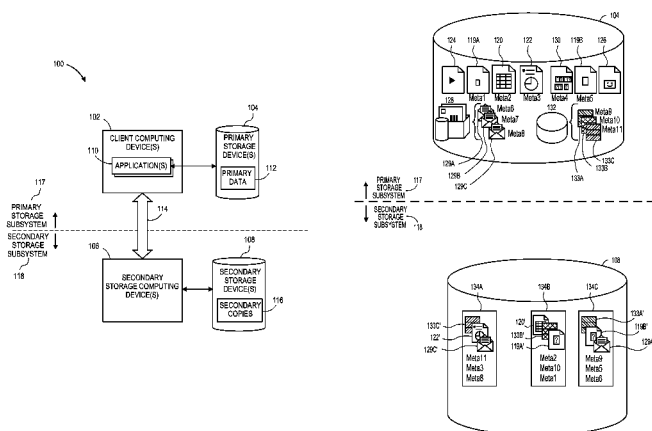 100
102
CLIENT COMPUTING
DEVICE(S)
110
APPLICATION(S)
104
PRIMARY
STORAGE
DEVICE(S)
PRIMARY
DATA
112
117
PRIMARY
STORAGE
SUBSYSTEM
114
SECONDARY
STORAGE
SUBSYSTEM
118
106
SECONDARY
STORAGE COMPUTING
DEVICE(S)
108
SECONDARY
STORAGE
DEVICE(S)
SECONDARY
COPIES
116
104
124 119A 120 122 130 119B 126
Meta1 Meta2 Meta3 Meta4 Meta5
128
Meta6
Meta7
Meta8
129A
129B
129C
132
Meta9
Meta10
Meta11
133C
133B
133A
PRIMARY
STORAGE
SUBSYSTEM
117
SECONDARY
STORAGE
SUBSYSTEM
118
108
134A 134B 134C
133C'
122'
129C'
Meta11
Meta3
Meta8
120'
133B'
119A'
Meta2
Meta10
Meta1
133A'
119B'
129A'
Meta9
Meta5
Meta6